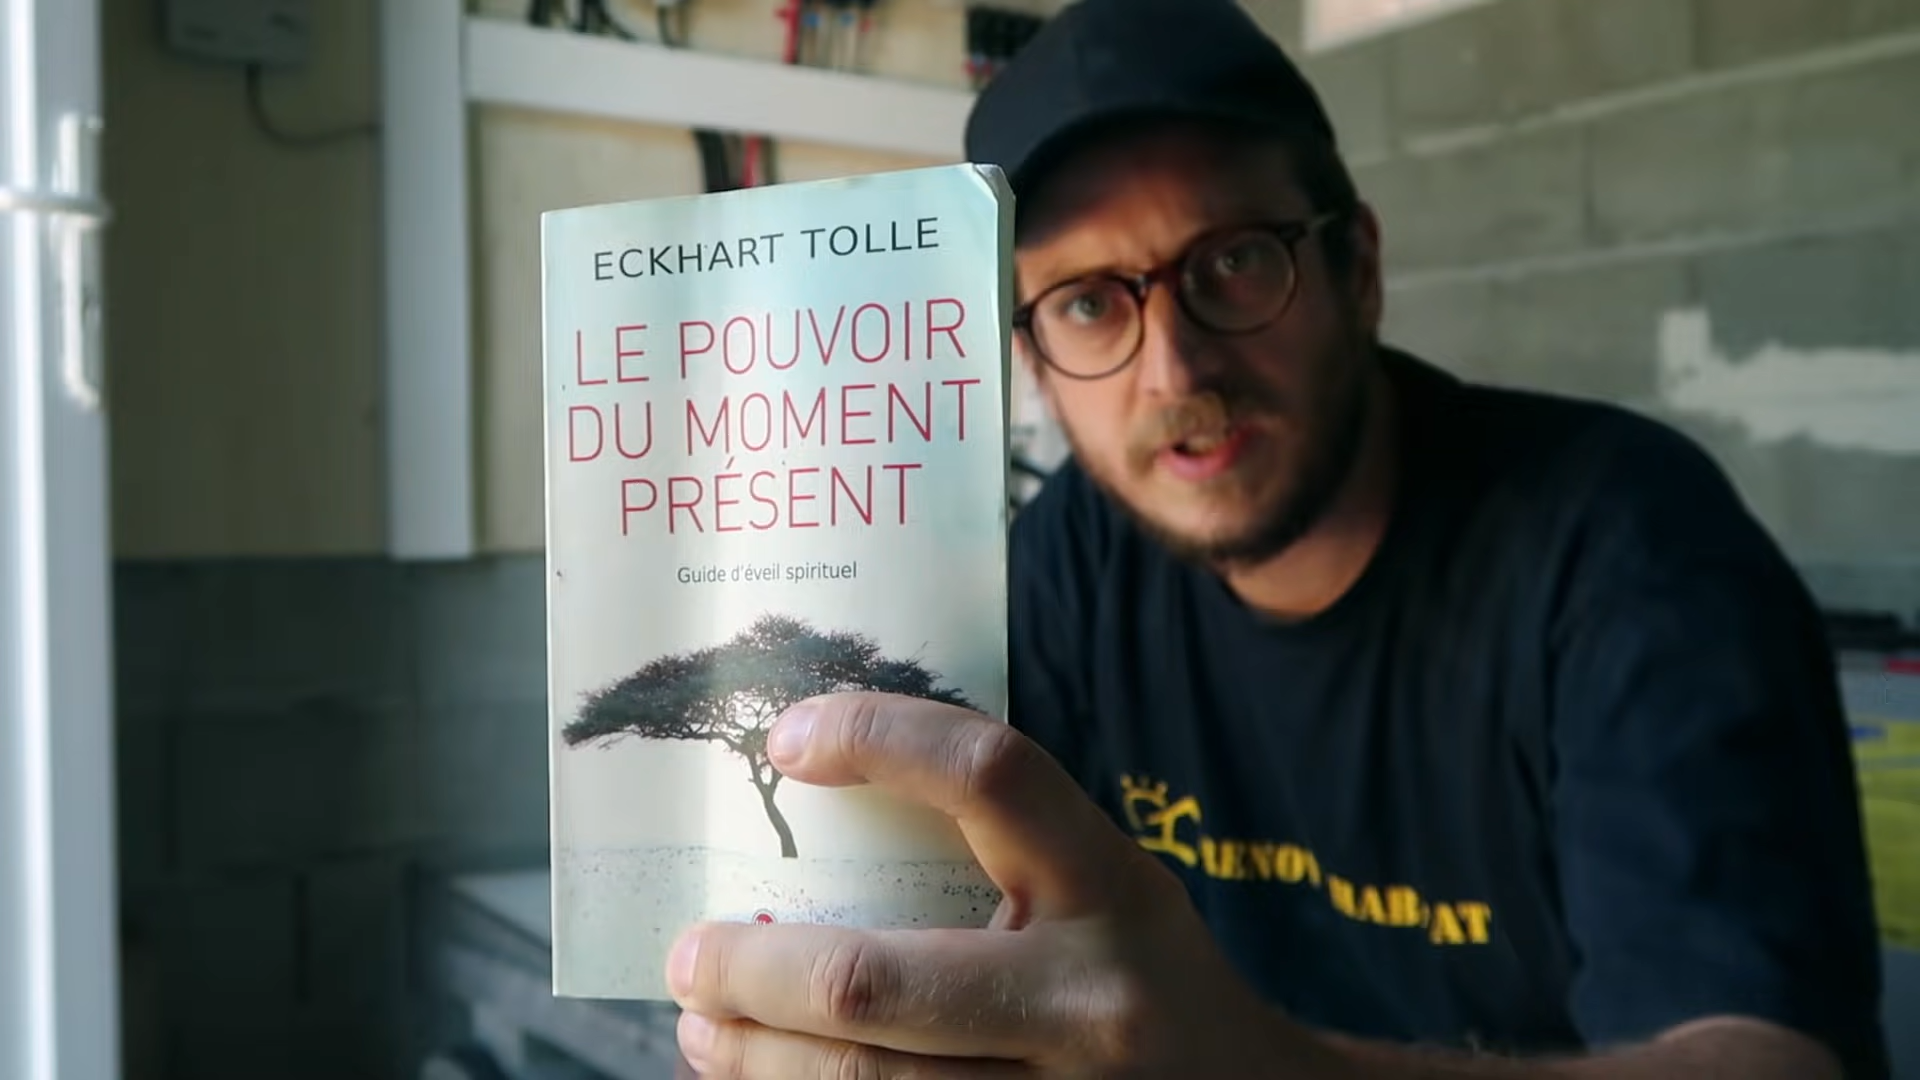 ECKHART TOLLE
LE POUVOIR
DU MOMENT
PRÉSENT
Guide d'éveil spirituel